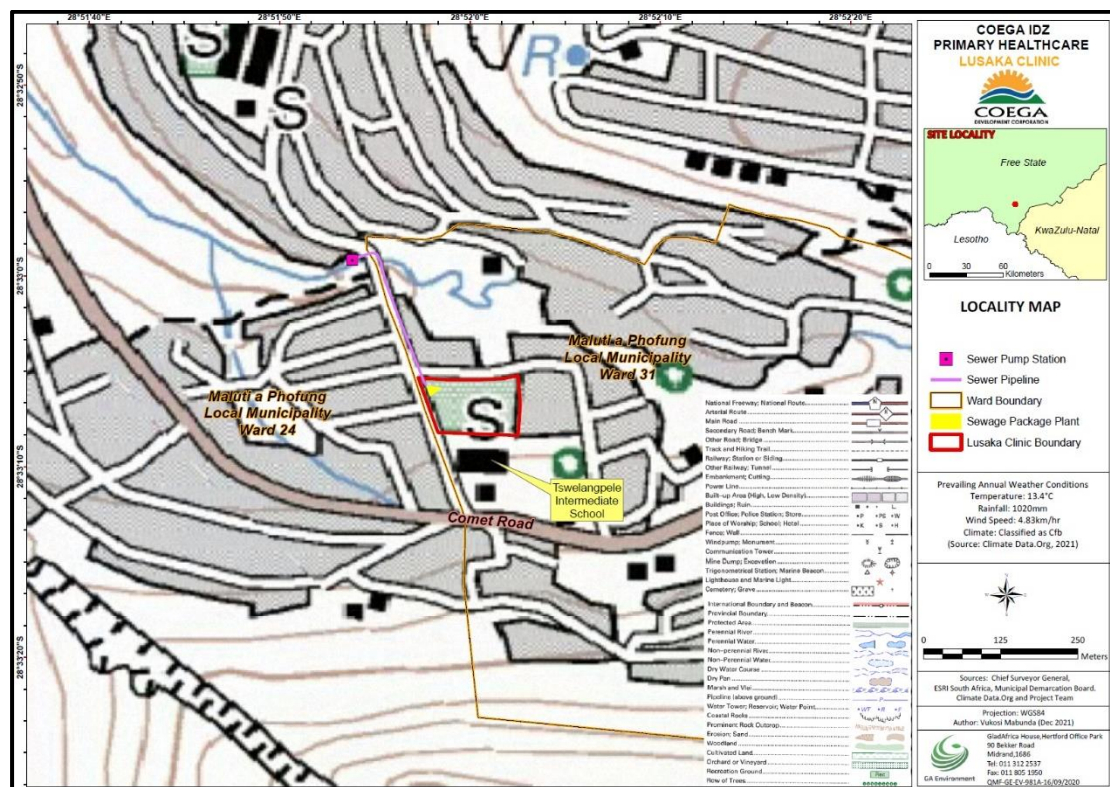 28°51'40"E
28°51'50"E
28°52'0"E
28°52'10"E
28°52'20"E
28°32'50"S
28°33'0"S
28°33'10"S
28°33'20"S
S
S
R
Maluti a Phofung
Local Municipality
Ward 31
Maluti a Phofung
Local Municipality
Ward 24
S
Tswelangpele
Intermediate
School
Comet Road
National Freeway; National Route
Arterial Route
Main Road
Secondary Road; Bench Mark
Other Road; Bridge
Track and Hiking Trail
Railway; Station or Siding
Other Railway; Tunnel
Embankment; Cutting
Power Line
Built-up Area (High, Low Density)
Buildings; Ruin
Post Office; Police Station; Store
Place of Worship; School; Hotel
Fence; Wall
Windpump; Monument
Communication Tower
Mine Dump; Excavation
Trigonometrical Station; Marine Beacon
Lighthouse and Marine Light
Cemetery; Grave
International Boundary and Beacon
Provincial Boundary
Protected Area
Perennial River
Perennial Water
Non-perennial River
Non-Perennial Water
Dry Water Course
Dry Pan
Marsh and Vlei
Pipeline (above ground)
Water Tower; Reservoir; Water Point
Coastal Rocks
Prominent Rock Outcrop
Erosion; Sand
Woodland
Cultivated Land
Orchard or Vineyard
Recreation Ground
Row of Trees
COEGA IDZ
PRIMARY HEALTHCARE
LUSAKA CLINIC
COEGA
DEVELOPMENT CORPORATION
SITE LOCALITY
Free State
KwaZulu-Natal
Lesotho
0 30 60
Kilometers
LOCALITY MAP
Sewer Pump Station
Sewer Pipeline
Ward Boundary
Sewage Package Plant
Lusaka Clinic Boundary
Prevailing Annual Weather Conditions
Temperature: 13.4°C
Rainfall: 1020mm
Wind Speed: 4.83km/hr
Climate: Classified as Cfb
(Source: Climate Data.Org, 2021)
0 125 250
Meters
Sources: Chief Surveyor General,
ESRI South Africa, Municipal Demarcation Board.
Climate Data.Org and Project Team
Projection: WGS84
Author: Vukosi Mabunda (Dec 2021)
GladAfrica House,Hertford Office Park
90 Bekker Road
Midrand,1686
Tel: 011 312 2537
Fax: 011 805 1950
QMF-GE-EV-981A-16/09/2020
GA Environment